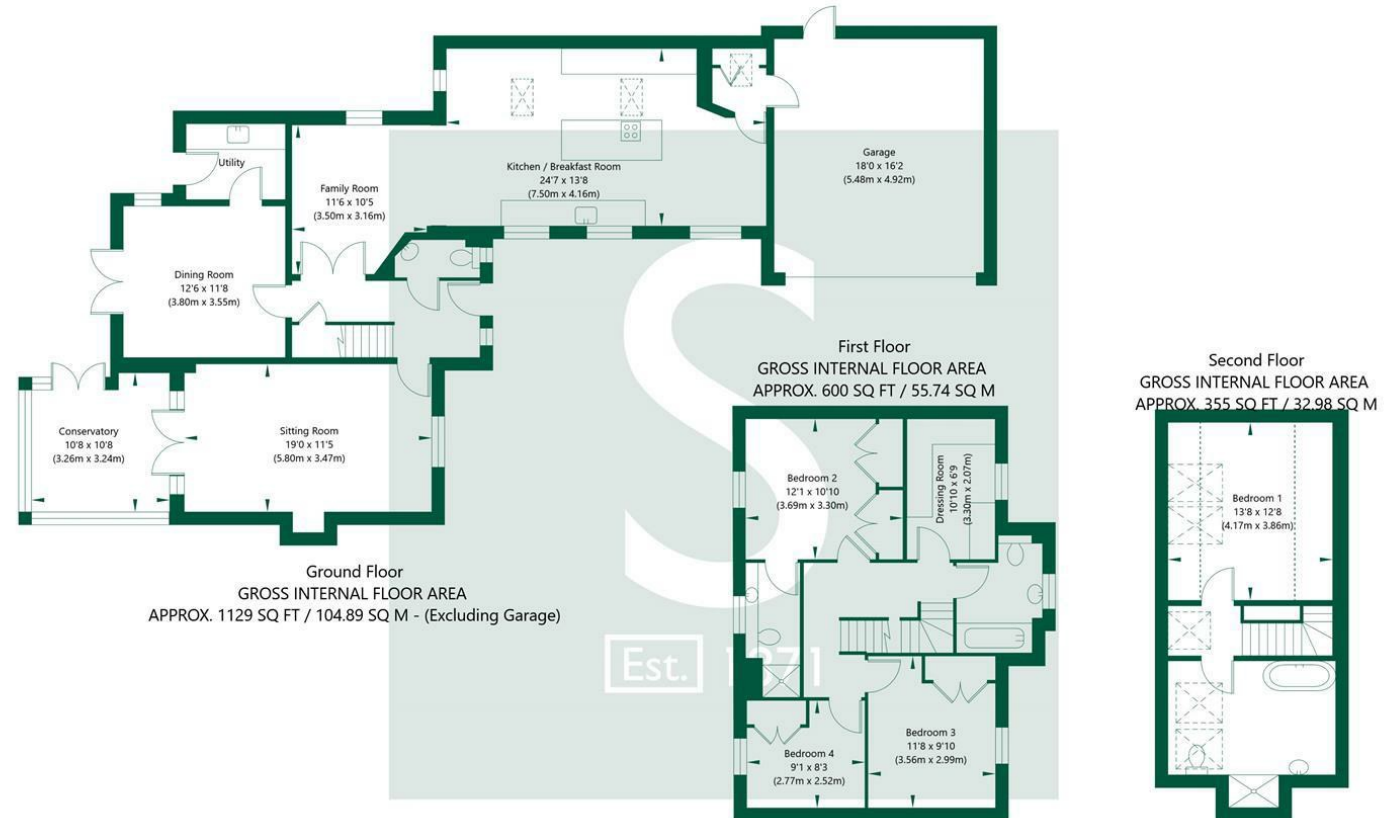 Utility
Family Room
11'6 x 10'5
(3.50m x 3.16m)
Kitchen / Breakfast Room
24'7 x 13'8
(7.50m x 4.16m)
Garage
18'0 x 16'2
(5.48m x 4.92m)
Dining Room
12'6 x 11'8
(3.80m x 3.55m)
Conservatory
10'8 x 10'8
(3.26m x 3.24m)
Sitting Room
19'0 x 11'5
(5.80m x 3.47m)
Ground Floor
GROSS INTERNAL FLOOR AREA
APPROX. 1129 SQ FT / 104.89 SQ M - (Excluding Garage)
First Floor
GROSS INTERNAL FLOOR AREA
APPROX. 600 SQ FT / 55.74 SQ M
Bedroom 2
12'1 x 10'10
(3.69m x 3.30m)
Dressing Room
10'10 x 6'9
(3.30m x 2.07m)
Bedroom 4
9'1 x 8'3
(2.77m x 2.52m)
Bedroom 3
11'8 x 9'10
(3.56m x 2.99m)
Second Floor
GROSS INTERNAL FLOOR AREA
APPROX. 355 SQ FT / 32.98 SQ M
Bedroom 1
13'8 x 12'8
(4.17m x 3.86m)
S
Est. 1871